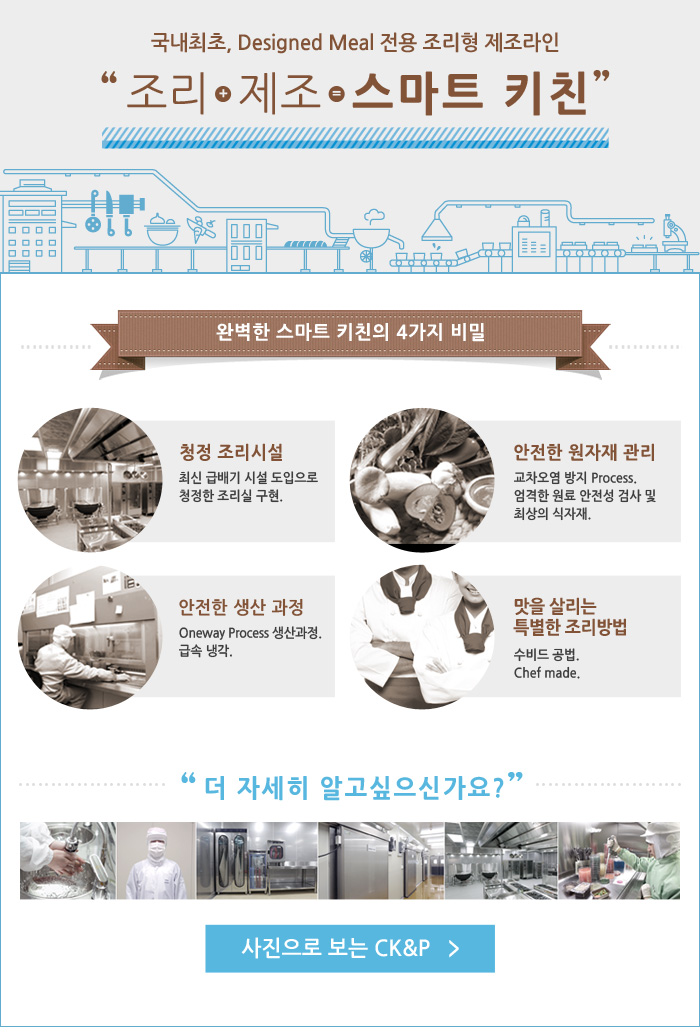 국내최초, Designed Meal 전용 조리형 제조라인
“ 조리+제조=스마트 키친”
완벽한 스마트 키친의 4가지 비밀
청정 조리시설
최신 급배기 시설 도입으로
청정한 조리실 구현.
안전한 원자재 관리
교차오염 방지 Process.
엄격한 원료 안전성 검사 및
최상의 식자재.
안전한 생산 과정
Oneway Process 생산과정.
급속 냉각.
맛을 살리는
특별한 조리방법
수비드 공법.
Chef made.
“ 더 자세히 알고싶으신가요?”
사진으로 보는 CK&P >